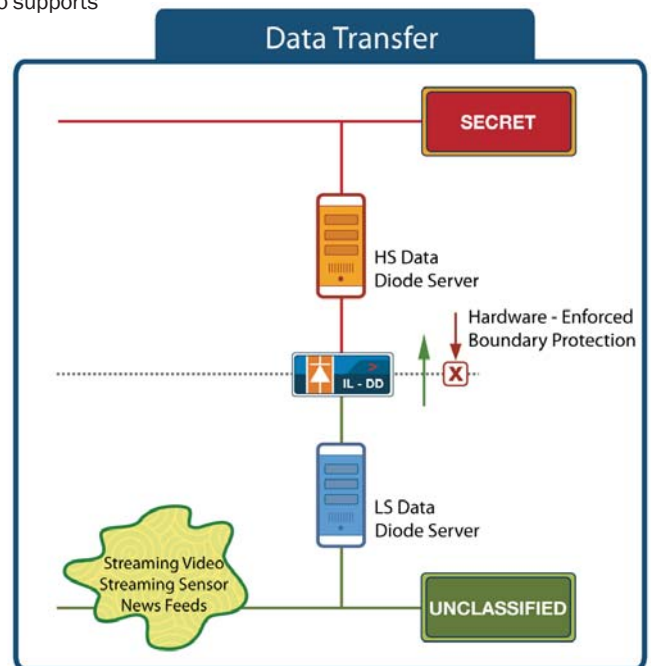 supports
Data Transfer
SECRET
HS Data
Diode Server
Hardware - Enforced
Boundary Protection
X
IL - DD
LS Data
Diode Server
Streaming Video
Streaming Sensor
News Feeds
UNCLASSIFIED